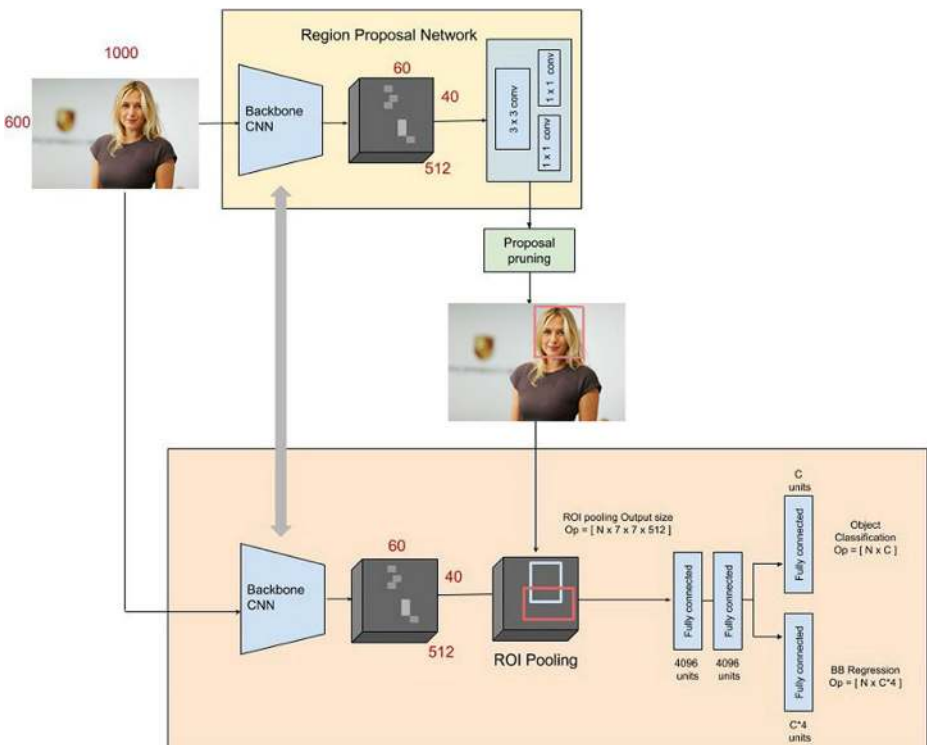 Region Proposal Network
1000
600
Backbone
CNN
60
40
512
3 x 3 conv
1 x 1 conv
1 x 1 conv
Proposal
pruning
Backbone
CNN
60
40
512
ROI Pooling
ROI pooling Output size
Op = [ N x 7 x 7 x 512 ]
Fully connected
4096
units
Fully connected
4096
units
C
units
Fully connected
Object
Classification
Op = [ N x C ]
Fully connected
C*4
units
BB Regression
Op = [ N x C*4 ]